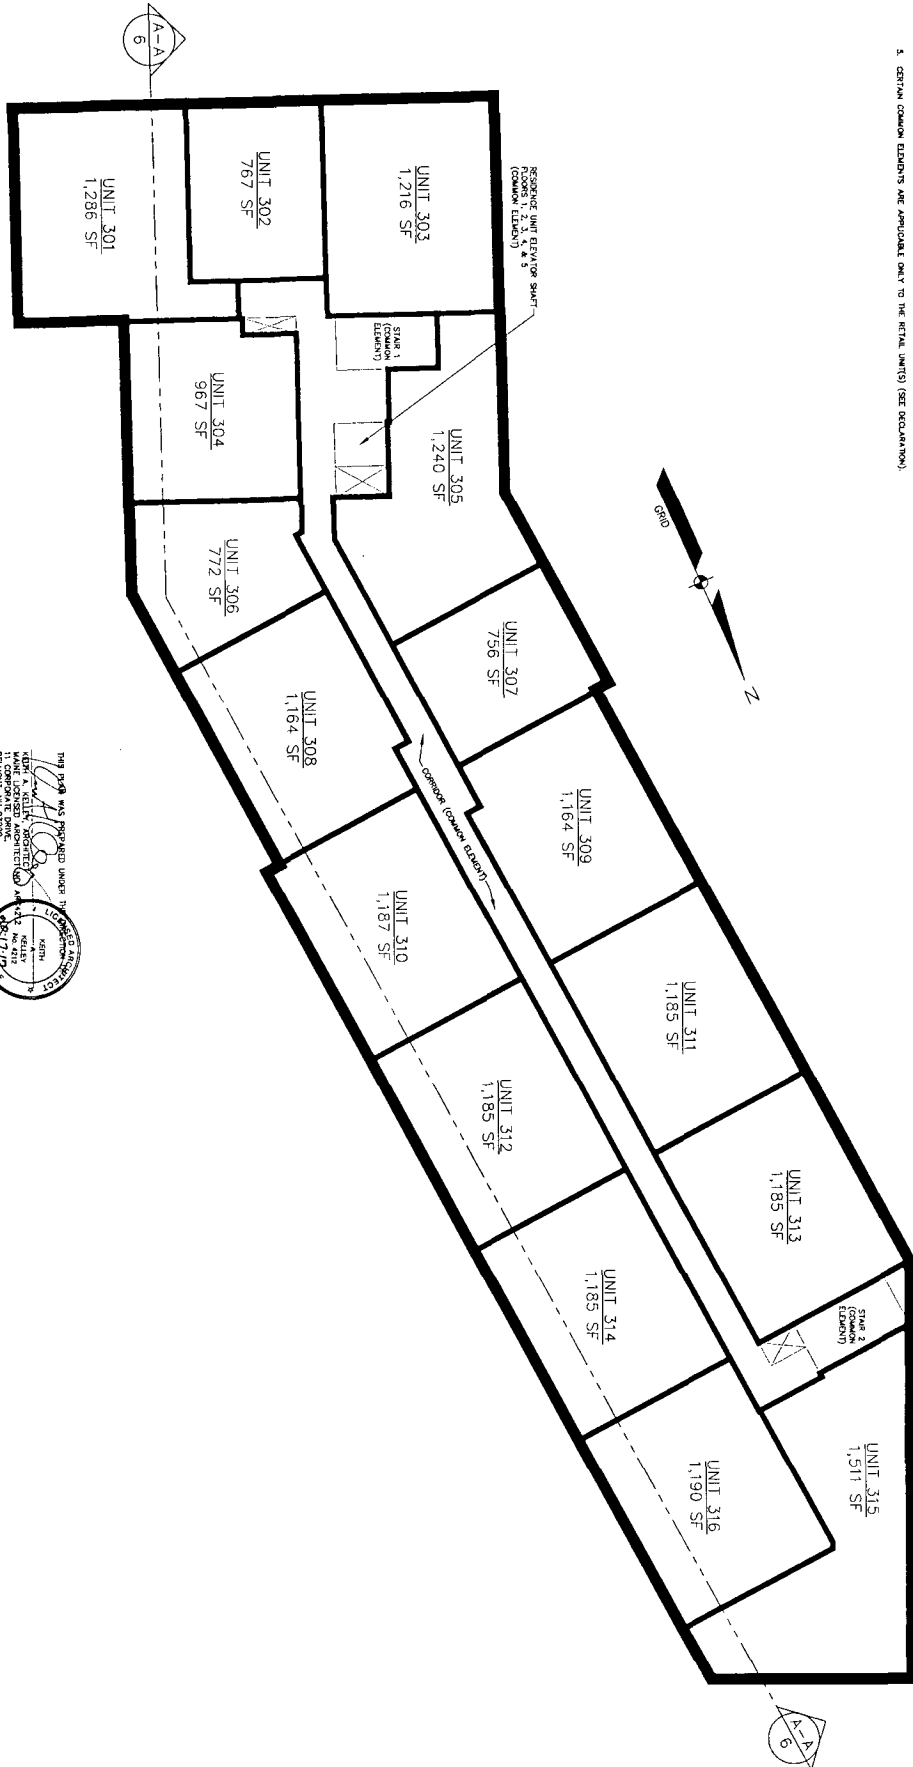 5. CERTAIN COMMON ELEMENTS ARE APPLICABLE ONLY TO THE RETAIL UNIT(S) (SEE DECLARATION).
A-A
6
UNIT 301
1,286 SF
UNIT 302
767 SF
UNIT 303
1,216 SF
RESIDENCE UNIT ELEVATOR SHAFT
FLOORS 1, 2, 3, 4, & 5
(COMMON ELEMENT)
STAIR 1
(COMMON
ELEMENT)
UNIT 304
967 SF
UNIT 305
1,240 SF
GRID
N
UNIT 306
772 SF
UNIT 307
756 SF
UNIT 308
1,164 SF
CORRIDOR (COMMON ELEMENT)
UNIT 309
1,164 SF
UNIT 310
1,187 SF
UNIT 311
1,185 SF
UNIT 312
1,185 SF
UNIT 313
1,185 SF
UNIT 314
1,185 SF
STAIR 2
(COMMON
ELEMENT)
UNIT 315
1,511 SF
UNIT 316
1,190 SF
A-A
6
THIS PLAN WAS PREPARED UNDER THE
KEITH A. KELLEY, ARCHITECT
MAINE LICENSED ARCHITECT
11 CORPORATE DRIVE
KEITH
A.
KELLEY
No. 4212